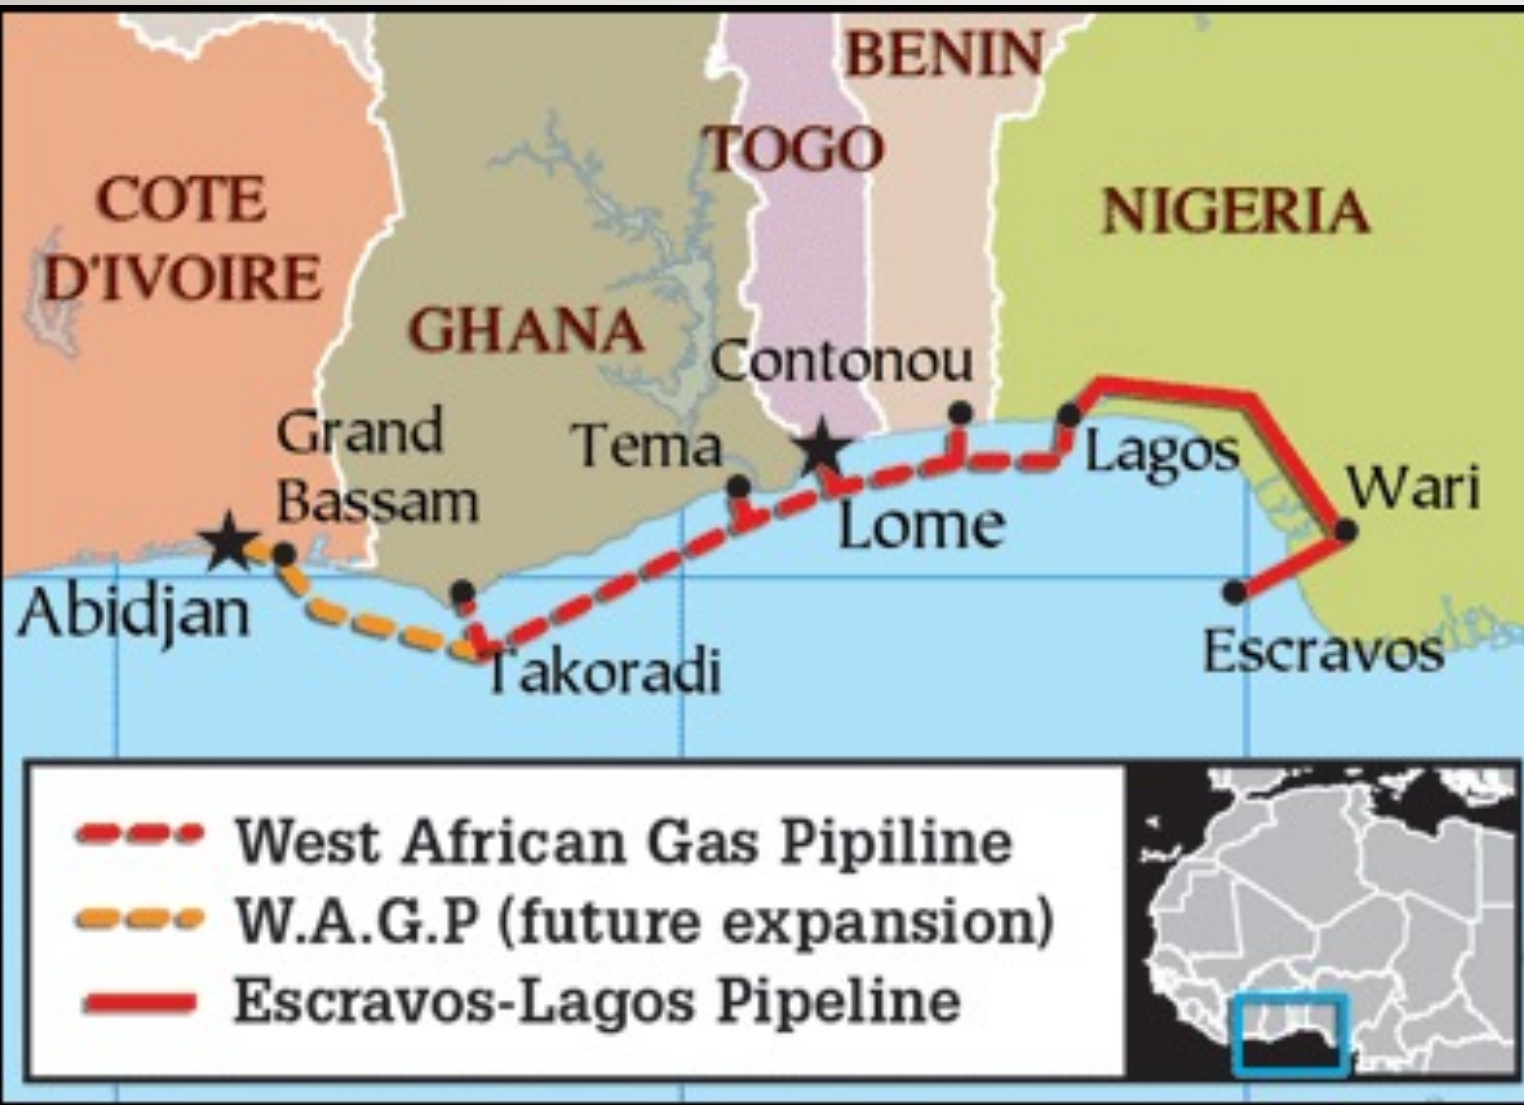 BENIN
TOGO
COTE
D'IVOIRE
NIGERIA
GHANA
Contonou
Grand
Bassam
Tema
Lagos
Wari
Lome
Abidjan
Takoradi
Escravos
West African Gas Pipiline
W.A.G.P (future expansion)
Escravos-Lagos Pipeline